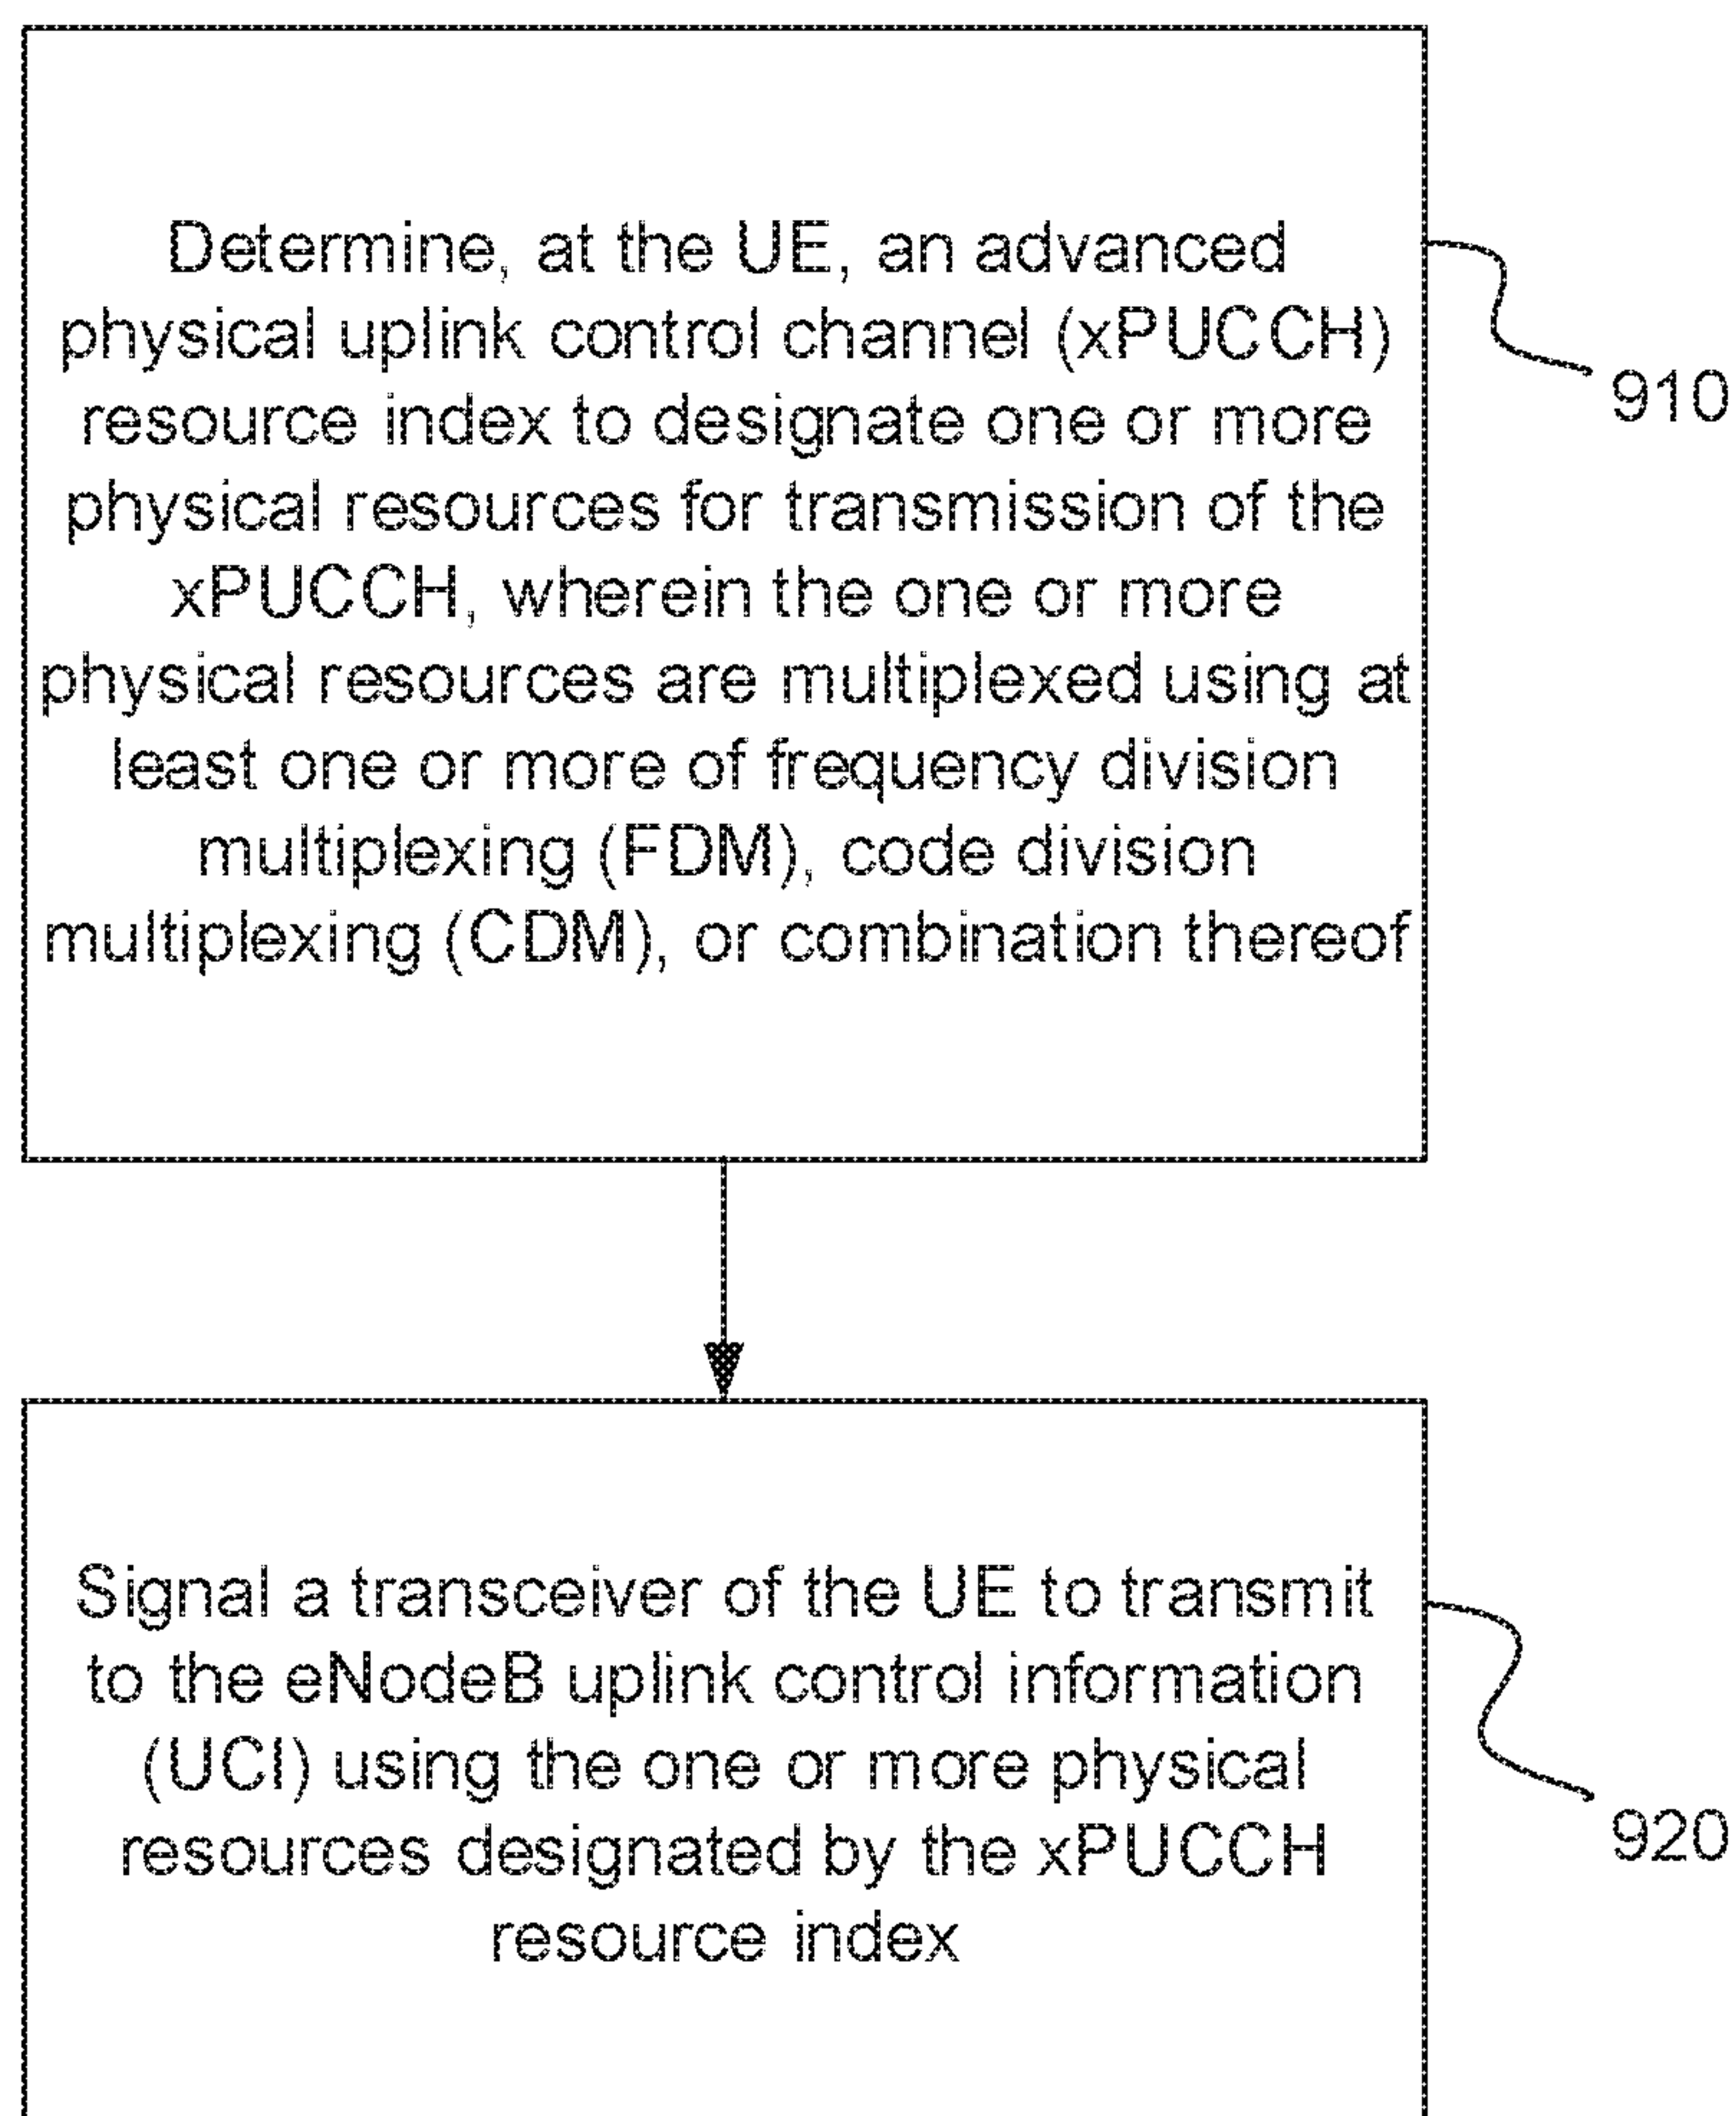 Determine, at the UE, an advanced
physical uplink control channel (xPUCCH)
resource index to designate one or more
physical resources for transmission of the
xPUCCH, wherein the one or more
physical resources are multiplexed using at
least one or more of frequency division
multiplexing (FDM), code division
multiplexing (CDM), or combination thereof
910
Signal a transceiver of the UE to transmit
to the eNodeB uplink control information
(UCI) using the one or more physical
resources designated by the xPUCCH
resource index
920